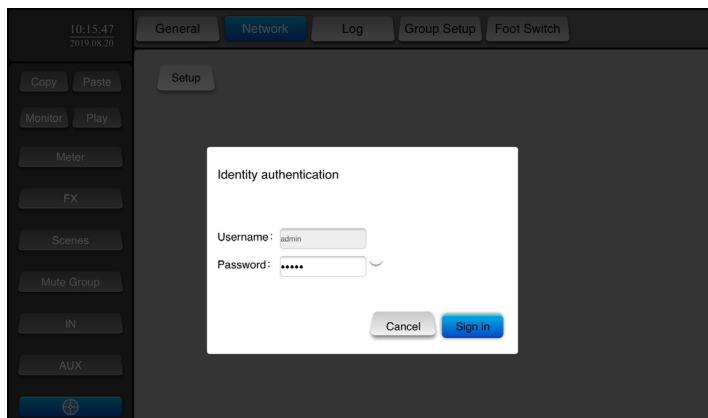 10:15:47
2019.08.20
General Network Log Group Setup Foot Switch
Copy Paste
Setup
Monitor Play
Meter
FX
Scenes
Mute Group
IN
AUX
Identity authentication
Username: admin
Password: •••••
Cancel Sign in